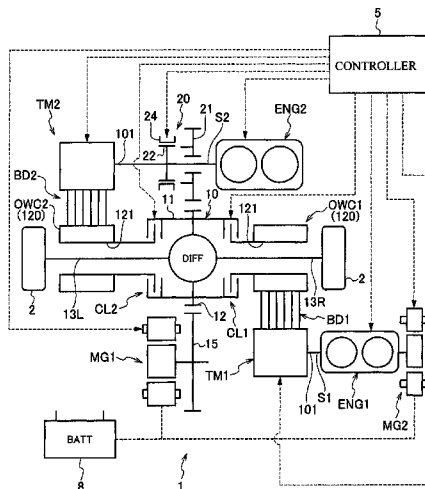 5
CONTROLLER
TM2
24
20
21
101
22
S2
ENG2
BD2
OWC2
(120)
121
11
10
121
OWC1
(120)
DIFF
2
13L
13R
2
CL2
12
CL1
BD1
15
MG1
TM1
101
S1
ENG1
MG2
BATT
8
1